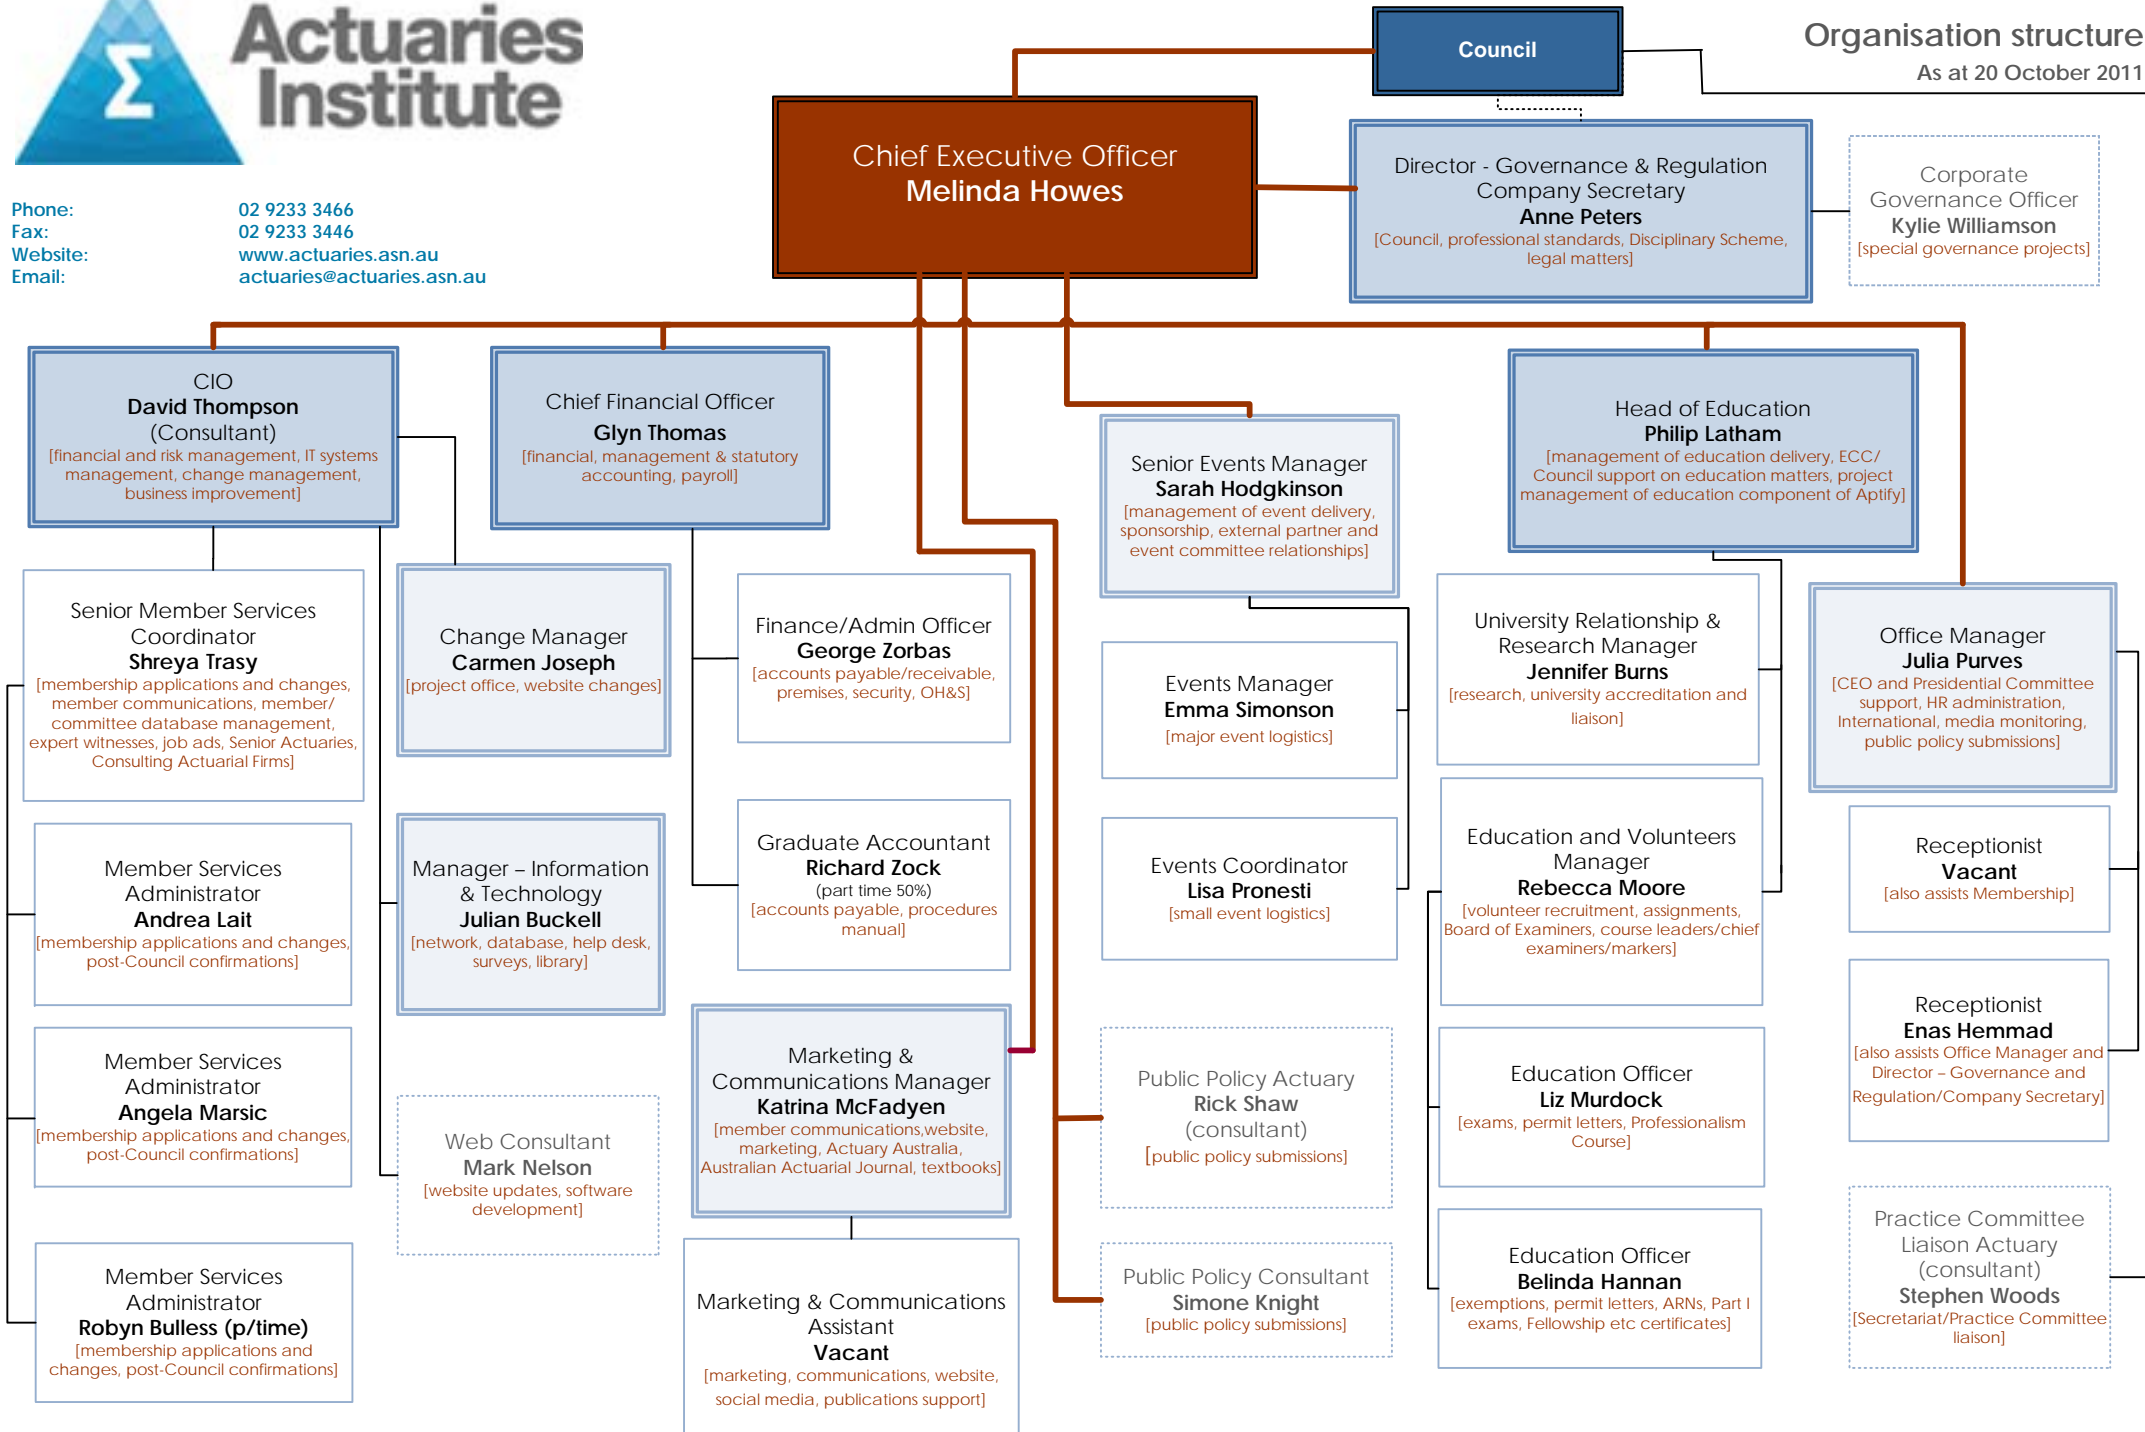 Actuaries
Institute
Σ
Organisation structure
As at 20 October 2011
Phone: 02 9233 3466
Fax: 02 9233 3446
Website: www.actuaries.asn.au
Email: actuaries@actuaries.asn.au
Council
Chief Executive Officer
Melinda Howes
Director - Governance & Regulation
Company Secretary
Anne Peters
[Council, professional standards, Disciplinary Scheme,
legal matters]
Corporate
Governance Officer
Kylie Williamson
[special governance projects]
CIO
David Thompson
(Consultant)
[financial and risk management, IT systems
management, change management,
business improvement]
Chief Financial Officer
Glyn Thomas
[financial, management & statutory
accounting, payroll]
Senior Events Manager
Sarah Hodgkinson
[management of event delivery,
sponsorship, external partner and
event committee relationships]
Head of Education
Philip Latham
[management of education delivery, ECC/
Council support on education matters, project
management of education component of Aptify]
Senior Member Services
Coordinator
Shreya Trasy
[membership applications and changes,
member communications, member/
committee database management,
expert witnesses, job ads, Senior Actuaries,
Consulting Actuarial Firms]
Change Manager
Carmen Joseph
[project office, website changes]
Finance/Admin Officer
George Zorbas
[accounts payable/receivable,
premises, security, OH&S]
Events Manager
Emma Simonson
[major event logistics]
University Relationship &
Research Manager
Jennifer Burns
[research, university accreditation and
liaison]
Office Manager
Julia Purves
[CEO and Presidential Committee
support, HR administration,
International, media monitoring,
public policy submissions]
Member Services
Administrator
Andrea Lait
[membership applications and changes,
post-Council confirmations]
Manager – Information
& Technology
Julian Buckell
[network, database, help desk,
surveys, library]
Graduate Accountant
Richard Zock
(part time 50%)
[accounts payable, procedures
manual]
Events Coordinator
Lisa Pronesti
[small event logistics]
Education and Volunteers
Manager
Rebecca Moore
[volunteer recruitment, assignments,
Board of Examiners, course leaders/chief
examiners/markers]
Receptionist
Vacant
[also assists Membership]
Member Services
Administrator
Angela Marsic
[membership applications and changes,
post-Council confirmations]
Web Consultant
Mark Nelson
[website updates, software
development]
Marketing &
Communications Manager
Katrina McFadyen
[member communications,website,
marketing, Actuary Australia,
Australian Actuarial Journal, textbooks]
Public Policy Actuary
Rick Shaw
(consultant)
[public policy submissions]
Education Officer
Liz Murdock
[exams, permit letters, Professionalism
Course]
Receptionist
Enas Hemmad
[also assists Office Manager and
Director – Governance and
Regulation/Company Secretary]
Member Services
Administrator
Robyn Bulless (p/time)
[membership applications and
changes, post-Council confirmations]
Marketing & Communications
Assistant
Vacant
[marketing, communications, website,
social media, publications support]
Public Policy Consultant
Simone Knight
[public policy submissions]
Education Officer
Belinda Hannan
[exemptions, permit letters, ARNs, Part I
exams, Fellowship etc certificates]
Practice Committee
Liaison Actuary
(consultant)
Stephen Woods
[Secretariat/Practice Committee
liaison]